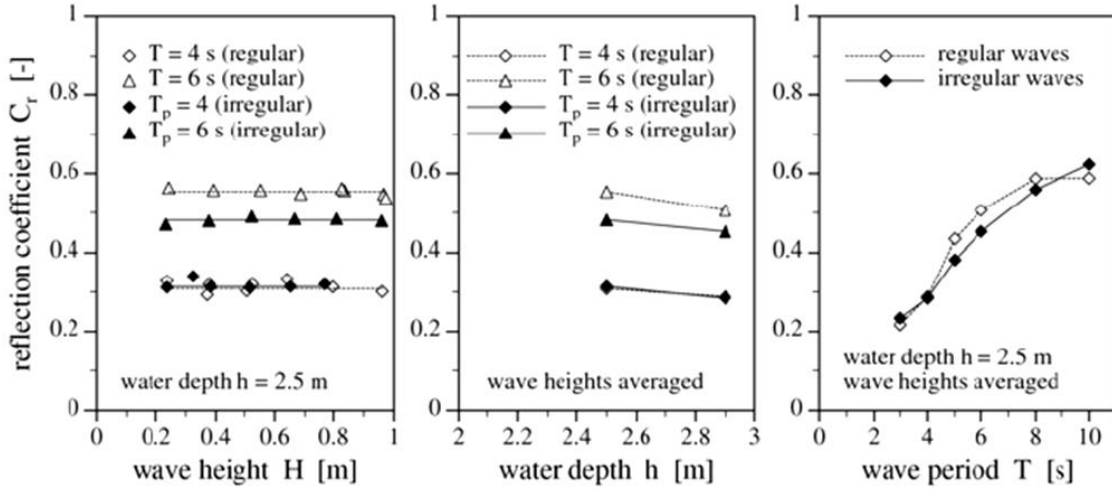 reflection coefficient C_r [-]
1
0.8
0.6
0.4
0.2
0
T = 4 s (regular)
T = 6 s (regular)
T_p = 4 (irregular)
T_p = 6 s (irregular)
water depth h = 2.5 m
0 0.2 0.4 0.6 0.8 1
wave height H [m]
1
0.8
0.6
0.4
0.2
0
T = 4 s (regular)
T = 6 s (regular)
T_p = 4 s (irregular)
T_p = 6 s (irregular)
wave heights averaged
2 2.2 2.4 2.6 2.8 3
water depth h [m]
1
0.8
0.6
0.4
0.2
0
regular waves
irregular waves
water depth h = 2.5 m
wave heights averaged
0 2 4 6 8 10
wave period T [s]